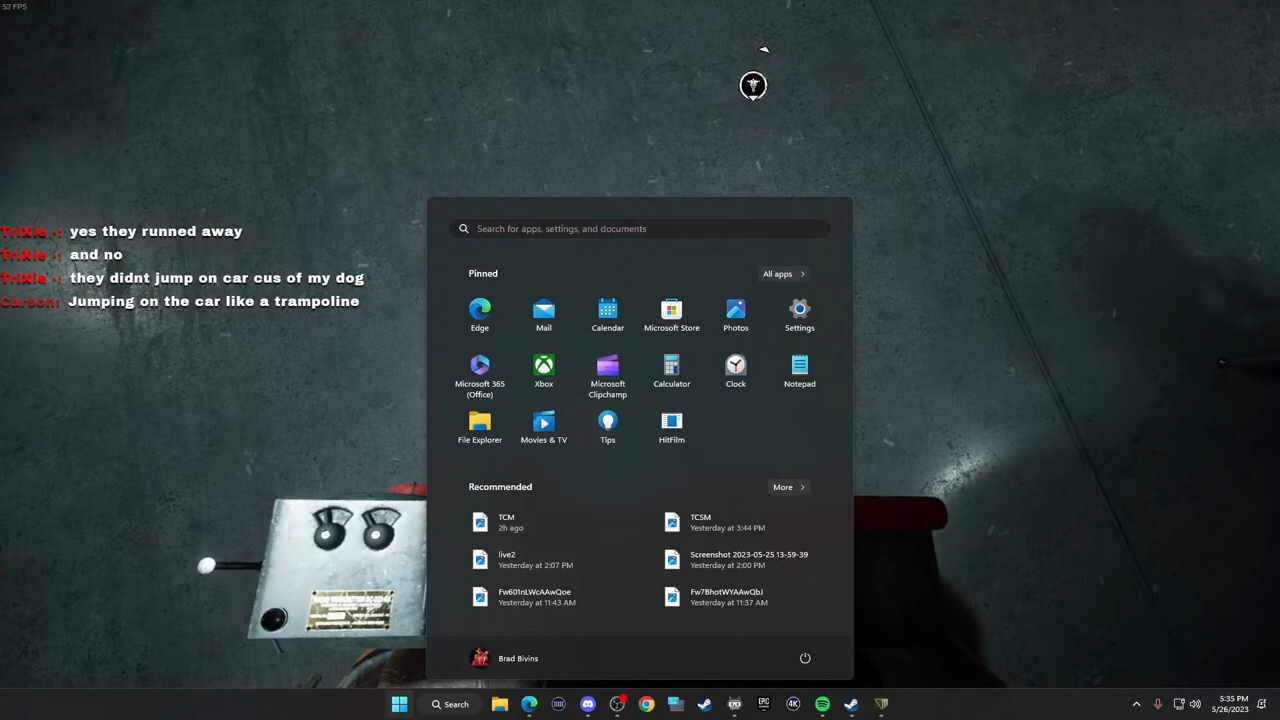 52 FPS
TriXie -: yes they runned away
TriXie -: and no
TriXie -: they didnt jump on car cus of my dog
Carson: Jumping on the car like a trampoline
Search for apps, settings, and documents
Pinned
All apps
Edge
Mail
Calendar
Microsoft Store
Photos
Settings
Microsoft 365
(Office)
Xbox
Microsoft
Clipchamp
Calculator
Clock
Notepad
File Explorer
Movies & TV
Tips
HitFilm
Recommended
More
TCM
2h ago
TCSM
Yesterday at 3:44 PM
live2
Yesterday at 2:07 PM
Screenshot 2023-05-25 13-59-39
Yesterday at 2:00 PM
Fw601nLWcAAwQoe
Yesterday at 11:43 AM
Fw7BhotWYAAwQbJ
Yesterday at 11:37 AM
Brad Bivins
Search
EPIC
4K
5:35 PM
5/26/2023